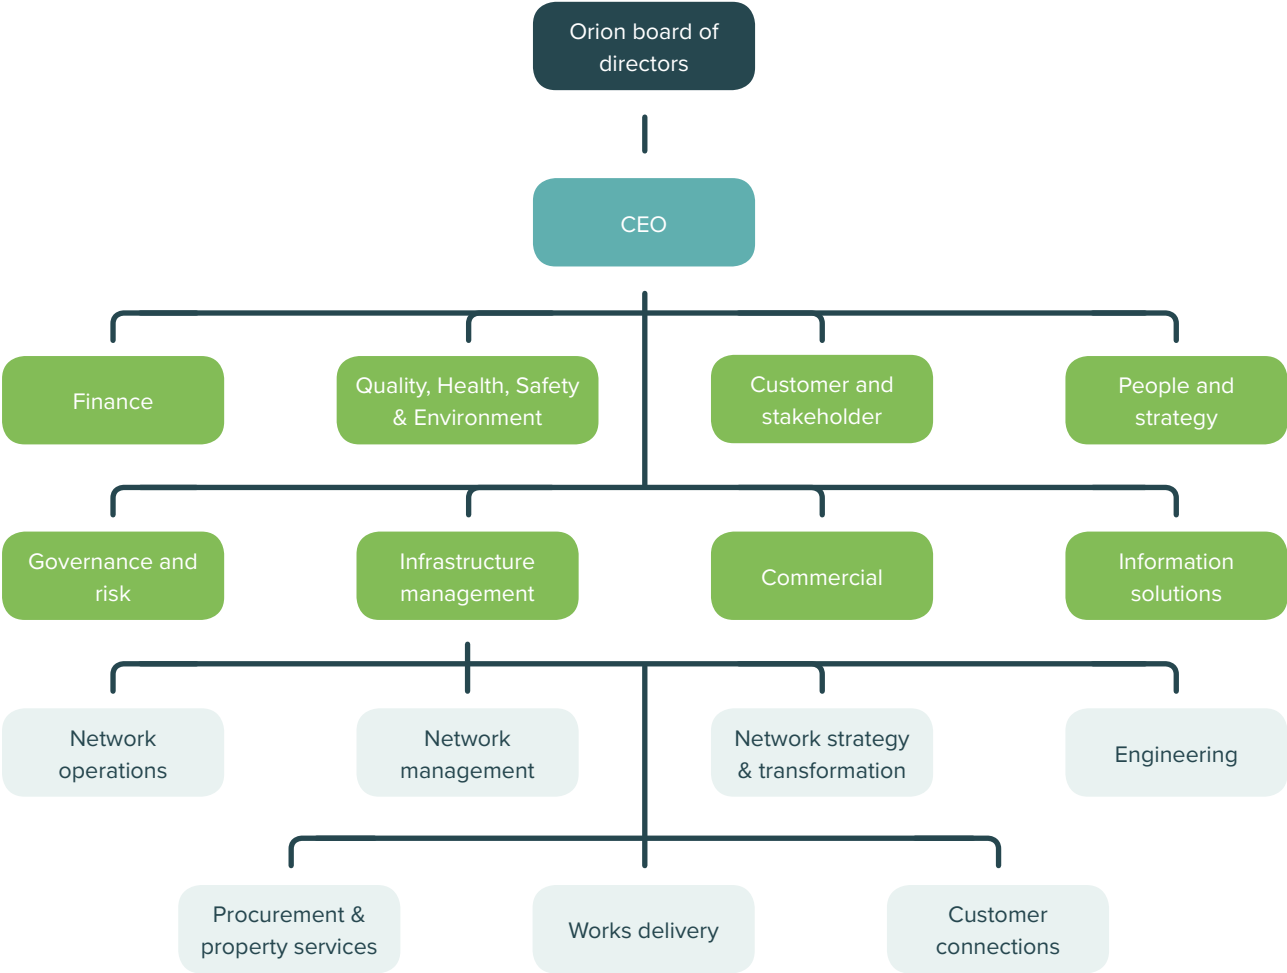 Orion board of
directors
CEO
Finance
Quality, Health, Safety
& Environment
Customer and
stakeholder
People and
strategy
Governance and
risk
Infrastructure
management
Commercial
Information
solutions
Network
operations
Network
management
Network strategy
& transformation
Engineering
Procurement &
property services
Works delivery
Customer
connections